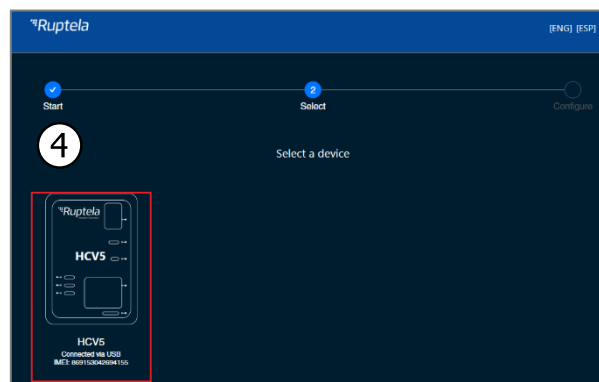 Ruptela
[ENG] [ESP]
2
Start
Select
Configure
4
Select a device
Ruptela
HCV5
HCV5
Connected via USB
IMEI: 869153042694155